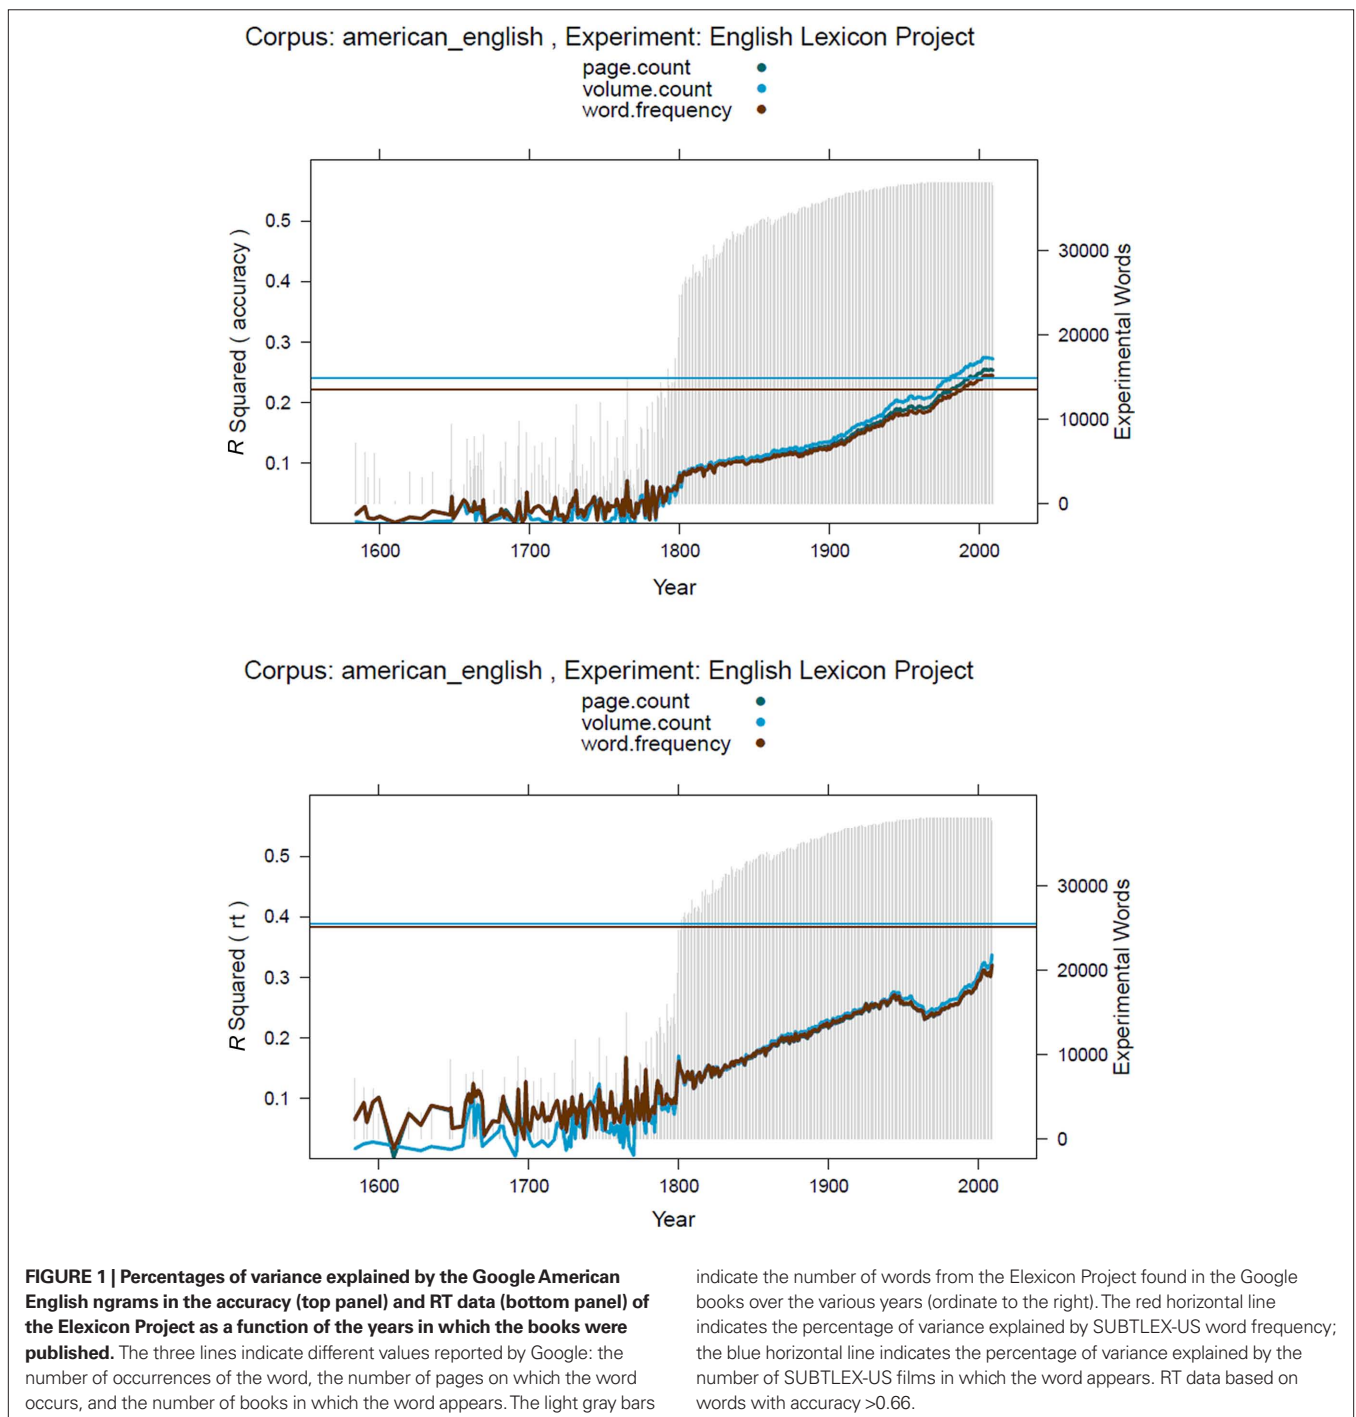 Corpus: american_english , Experiment: English Lexicon Project
page.count
volume.count
word.frequency
0.5
0.4
0.3
0.2
0.1
R Squared ( accuracy )
30000
20000
10000
0
Experimental Words
1600 1700 1800 1900 2000
Year
Corpus: american_english , Experiment: English Lexicon Project
page.count
volume.count
word.frequency
0.5
0.4
0.3
0.2
0.1
R Squared ( rt )
30000
20000
10000
0
Experimental Words
1600 1700 1800 1900 2000
Year
FIGURE 1 | Percentages of variance explained by the Google American
English ngrams in the accuracy (top panel) and RT data (bottom panel) of
the Elexicon Project as a function of the years in which the books were
published. The three lines indicate different values reported by Google: the
number of occurrences of the word, the number of pages on which the word
occurs, and the number of books in which the word appears. The light gray bars
indicate the number of words from the Elexicon Project found in the Google
books over the various years (ordinate to the right). The red horizontal line
indicates the percentage of variance explained by SUBTLEX-US word frequency;
the blue horizontal line indicates the percentage of variance explained by the
number of SUBTLEX-US films in which the word appears. RT data based on
words with accuracy >0.66.